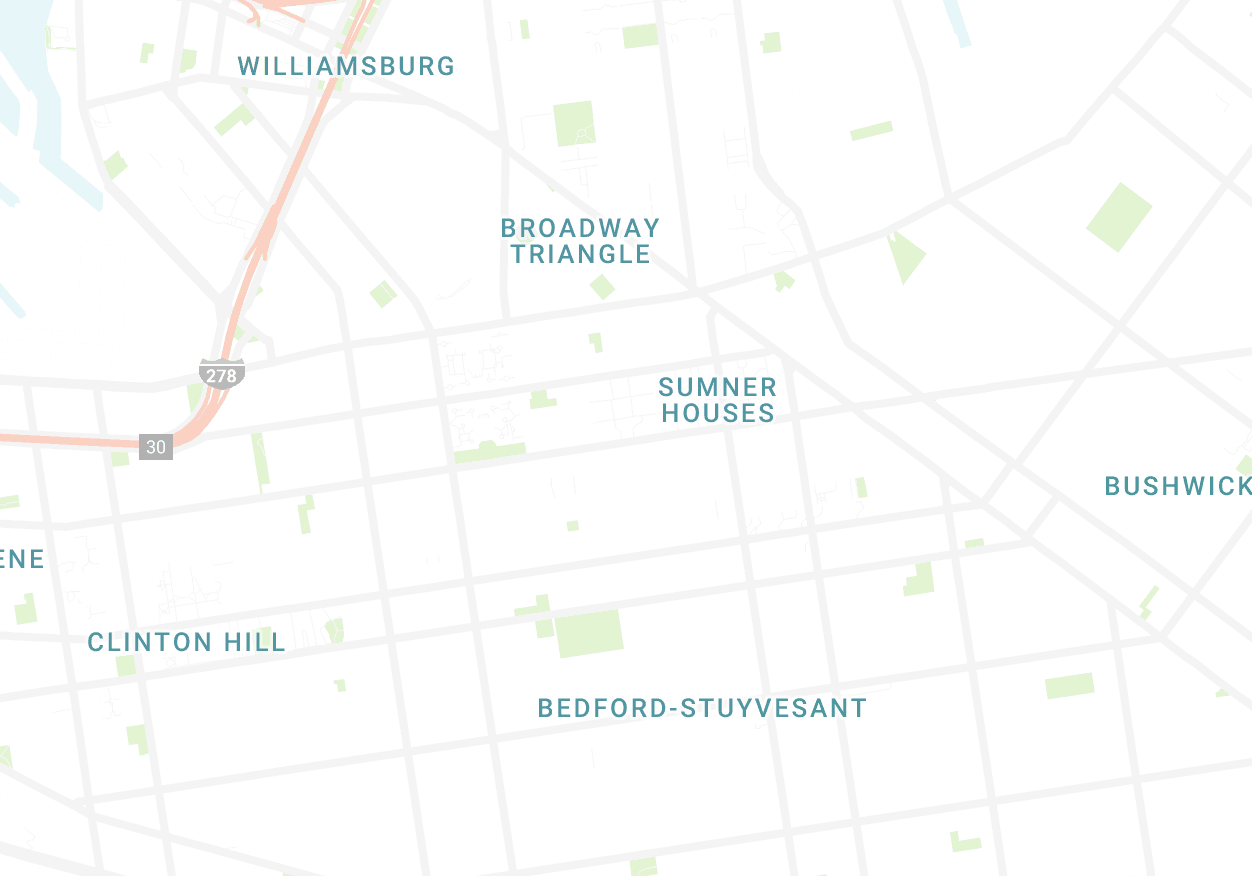 WILLIAMSBURG
BROADWAY
TRIANGLE
278
SUMNER
HOUSES
30
BUSHWICK
ENE
CLINTON HILL
BEDFORD-STUYVESANT